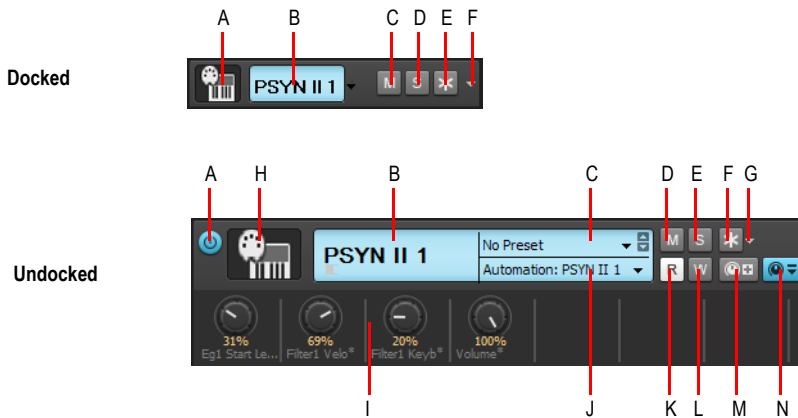 A B C D E F
Docked
PSYN II 1 M S
A H B C D E F G
Undocked
PSYN II 1 No Preset M S
Automation: PSYN II 1 R W
31% 69% 20% 100%
Eg1 Start Le... Filter1 Velo* Filter1 Keyb* Volume*
I J K L M N